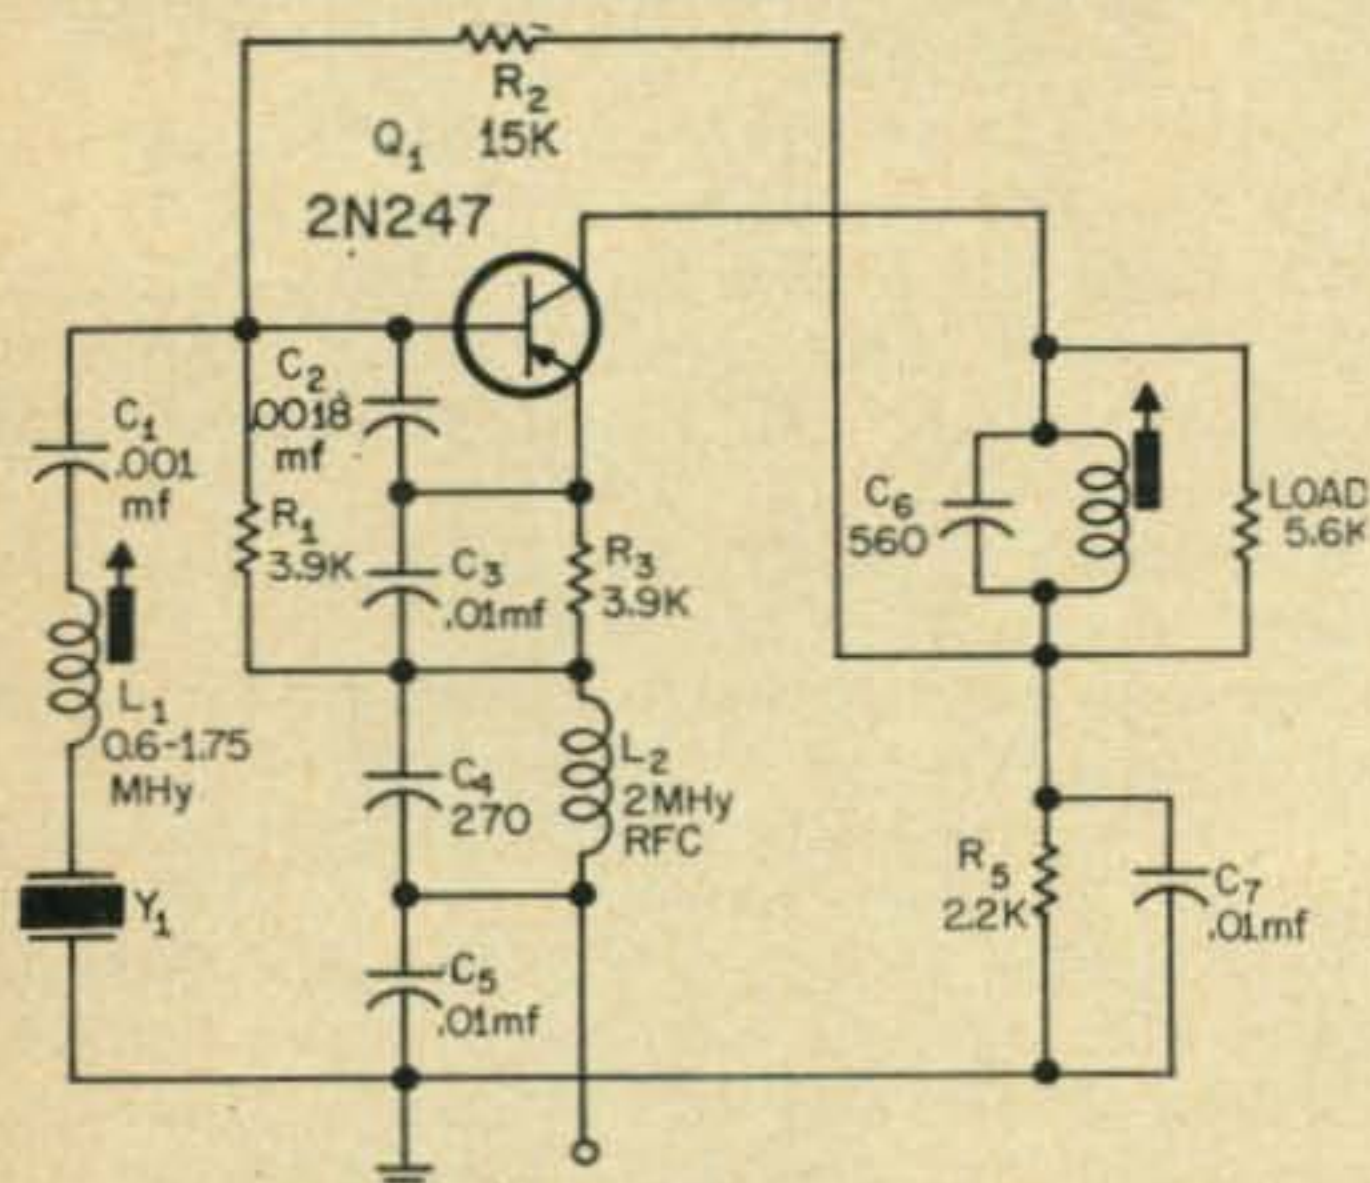 R2
15K
Q1
2N247
C1
.001
mf
C2
.0018
mf
R1
3.9K
C3
.01mf
R3
3.9K
C6
560
LOAD
5.6K
L1
0.6-1.75
MHy
C4
270
L2
2MHy
RFC
Y1
R5
2.2K
C7
.01mf
C5
.01mf